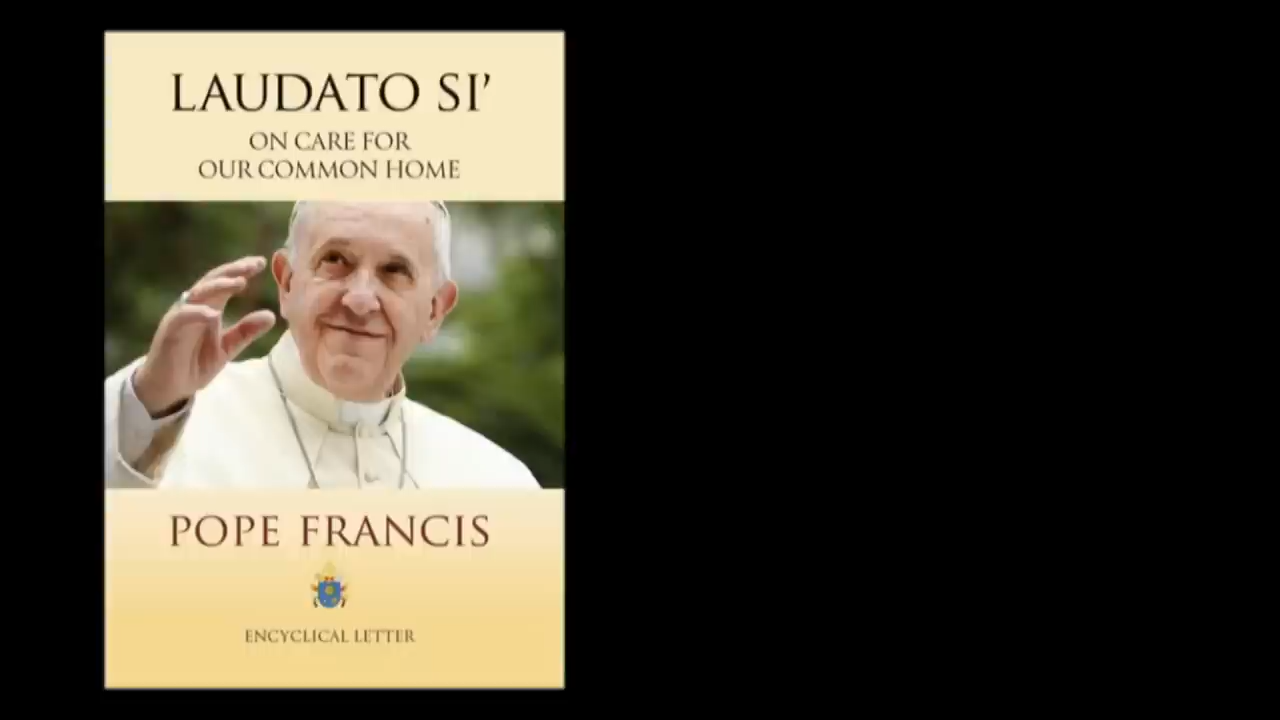 LAUDATO SI’
ON CARE FOR
OUR COMMON HOME
POPE FRANCIS
ENCYCLICAL LETTER